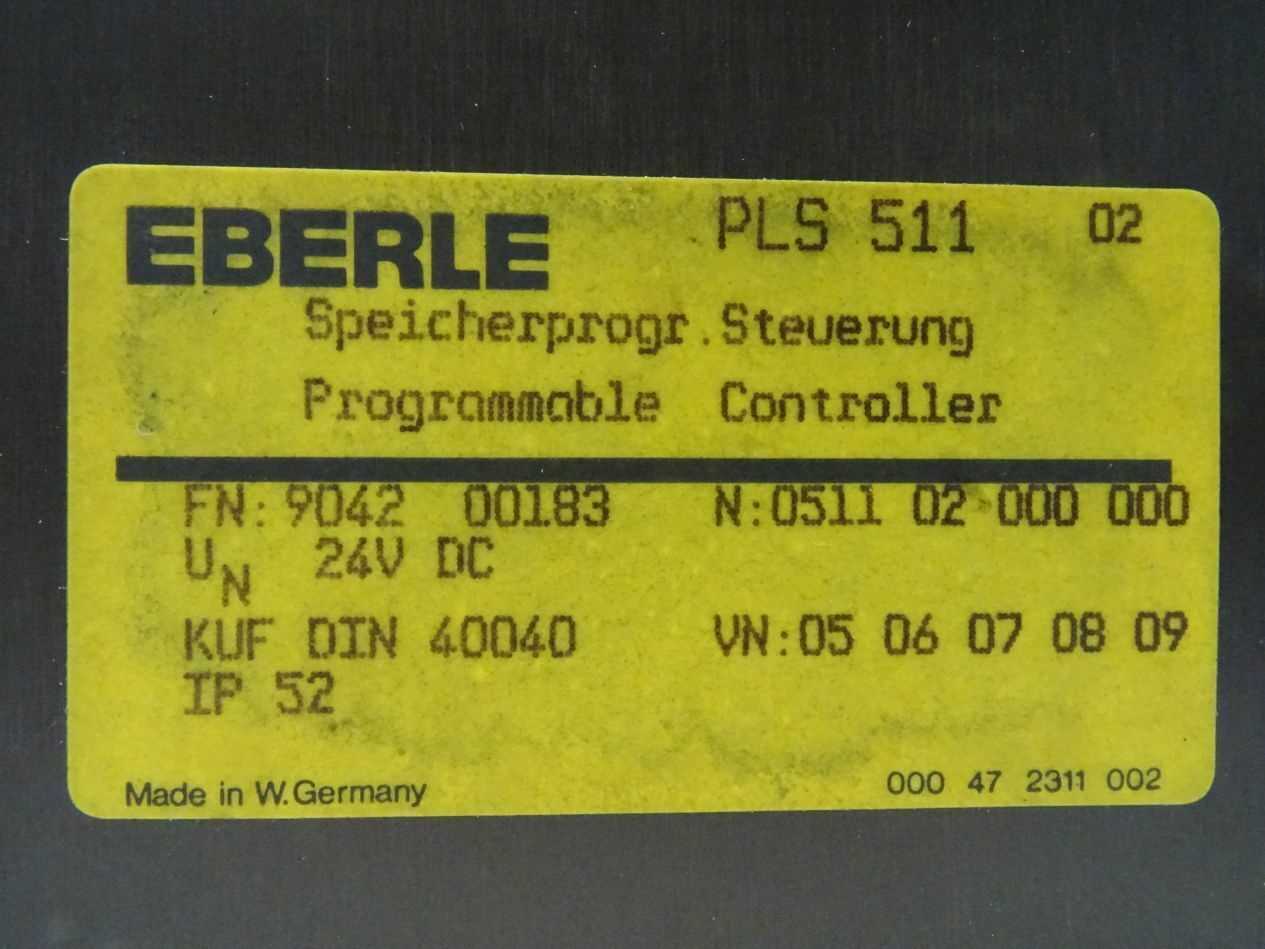 EBERLE PLS 511 02
Speicherprogr.Steuerung
Programmable Controller
FN: 9042 00183 N:0511 02 000 000
UN 24V DC
KUF DIN 40040 VN:05 06 07 08 09
IP 52
Made in W.Germany 000 47 2311 002